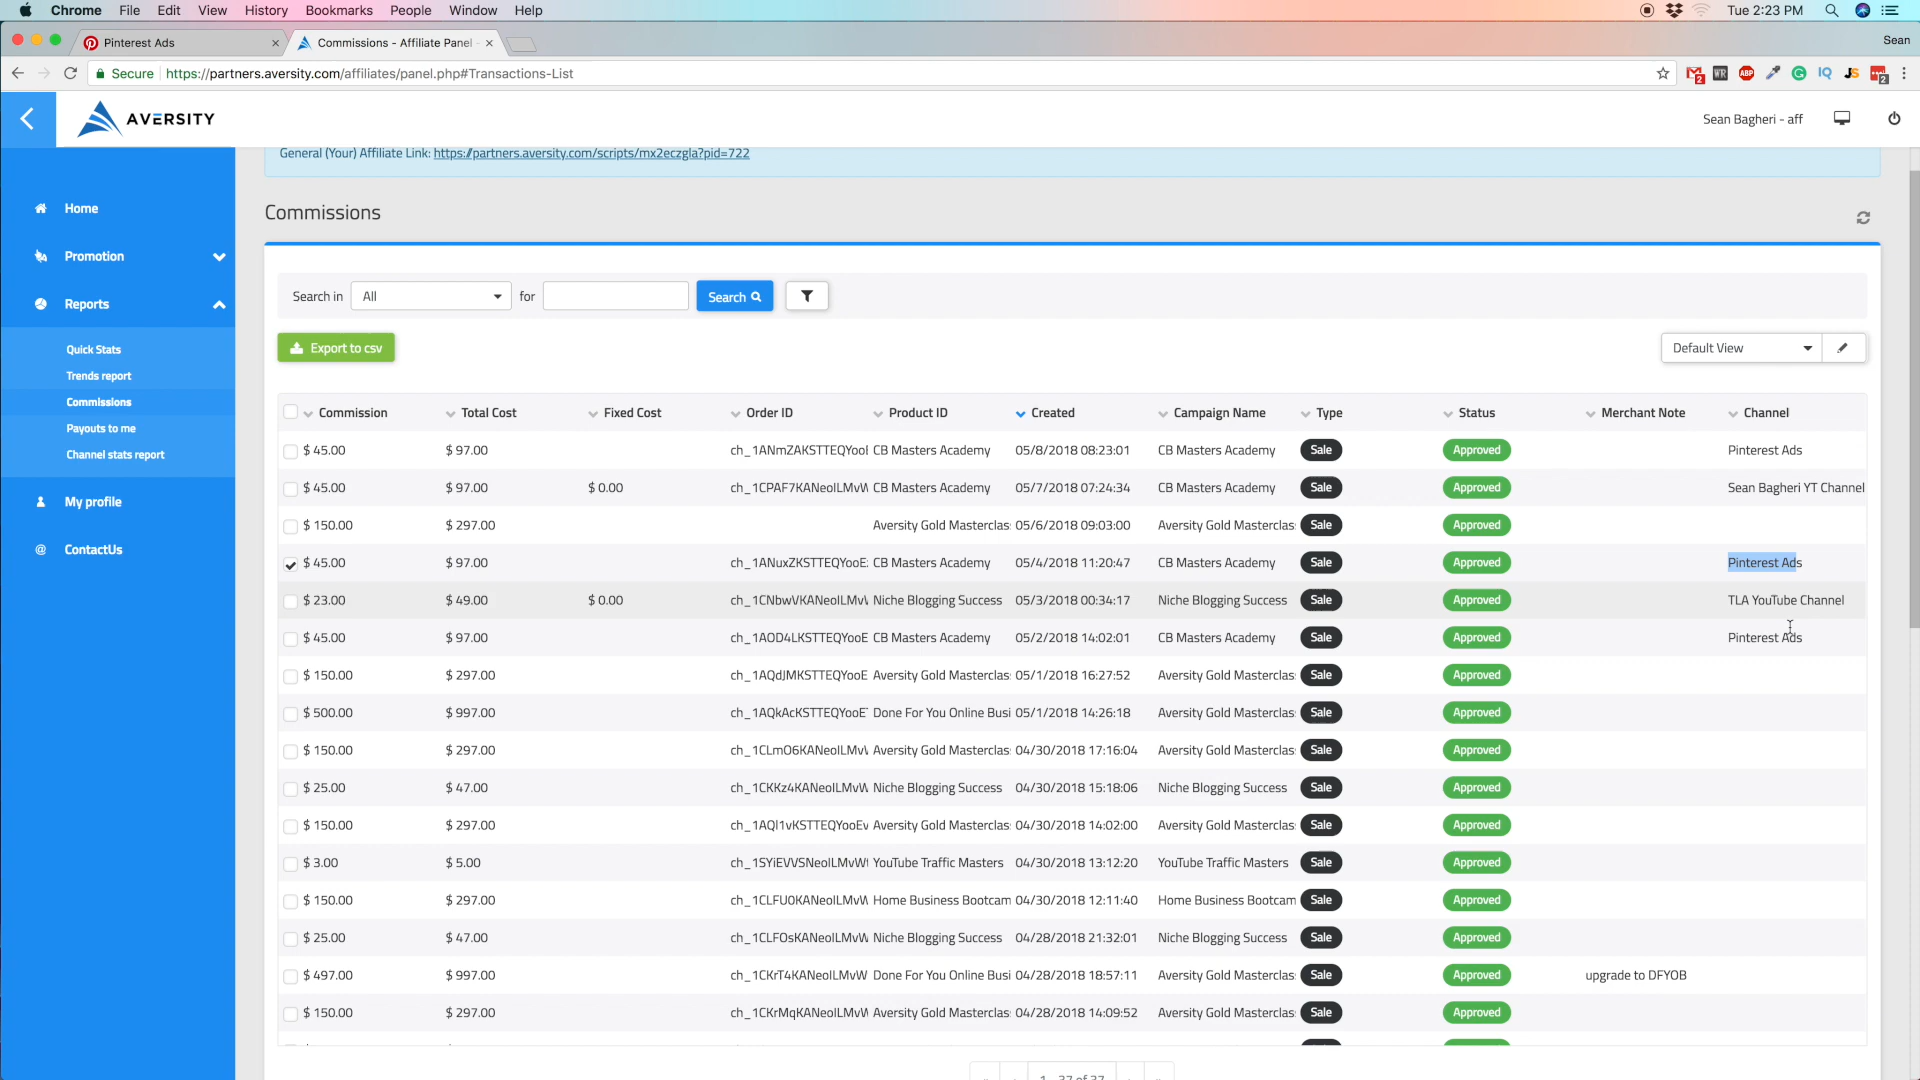 Chrome File Edit View History Bookmarks People Window Help Tue 2:23 PM
Pinterest Ads Commissions - Affiliate Panel Sean
Secure https://partners.aversity.com/affiliates/panel.php#Transactions-List
AVERSITY Sean Bagheri - aff
General (Your) Affiliate Link: https://partners.aversity.com/scripts/mx2eczgla?pid=722
Home
Promotion
Reports
Quick Stats
Trends report
Commissions
Payouts to me
Channel stats report
My profile
@ ContactUs
Commissions
Search in All for Search
Export to csv Default View
Commission Total Cost Fixed Cost Order ID Product ID Created Campaign Name Type Status Merchant Note Channel
$ 45.00 $ 97.00 ch_1ANmZAKSTTEQYool CB Masters Academy 05/8/2018 08:23:01 CB Masters Academy Sale Approved Pinterest Ads
$ 45.00 $ 97.00 $ 0.00 ch_1CPAF7KANeoILMvW CB Masters Academy 05/7/2018 07:24:34 CB Masters Academy Sale Approved Sean Bagheri YT Channel
$ 150.00 $ 297.00 Aversity Gold Masterclas 05/6/2018 09:03:00 Aversity Gold Masterclas Sale Approved
$ 45.00 $ 97.00 ch_1ANuxZKSTTEQYooE CB Masters Academy 05/4/2018 11:20:47 CB Masters Academy Sale Approved Pinterest Ads
$ 23.00 $ 49.00 $ 0.00 ch_1CNbwVKANeoILMv Niche Blogging Success 05/3/2018 00:34:17 Niche Blogging Success Sale Approved TLA YouTube Channel
$ 45.00 $ 97.00 ch_1AOD4LKSTTEQYooE CB Masters Academy 05/2/2018 14:02:01 CB Masters Academy Sale Approved Pinterest Ads
$ 150.00 $ 297.00 ch_1AQdJMKSTTEQYooE Aversity Gold Masterclas 05/1/2018 16:27:52 Aversity Gold Masterclas Sale Approved
$ 500.00 $ 997.00 ch_1AQkAcKSTTEQYooE Done For You Online Busi 05/1/2018 14:26:18 Aversity Gold Masterclas Sale Approved
$ 150.00 $ 297.00 ch_1CLmO6KANeoILMv Aversity Gold Masterclas 04/30/2018 17:16:04 Aversity Gold Masterclas Sale Approved
$ 25.00 $ 47.00 ch_1CKKz4KANeoILMvW Niche Blogging Success 04/30/2018 15:18:06 Niche Blogging Success Sale Approved
$ 150.00 $ 297.00 ch_1AQI1vKSTTEQYooEv Aversity Gold Masterclas 04/30/2018 14:02:00 Aversity Gold Masterclas Sale Approved
$ 3.00 $ 5.00 ch_1SYiEVVSNeoILMvW YouTube Traffic Masters 04/30/2018 13:12:20 YouTube Traffic Masters Sale Approved
$ 150.00 $ 297.00 ch_1CLFU0KANeoILMvW Home Business Bootcam 04/30/2018 12:11:40 Home Business Bootcam Sale Approved
$ 25.00 $ 47.00 ch_1CLFOsKANeoILMvW Niche Blogging Success 04/28/2018 21:32:01 Niche Blogging Success Sale Approved
$ 497.00 $ 997.00 ch_1CKrT4KANeoILMvW Done For You Online Busi 04/28/2018 18:57:11 Aversity Gold Masterclas Sale Approved upgrade to DFYOB
$ 150.00 $ 297.00 ch_1CKrMqKANeoILMvW Aversity Gold Masterclas 04/28/2018 14:09:52 Aversity Gold Masterclas Sale Approved
1 - 37 of 37